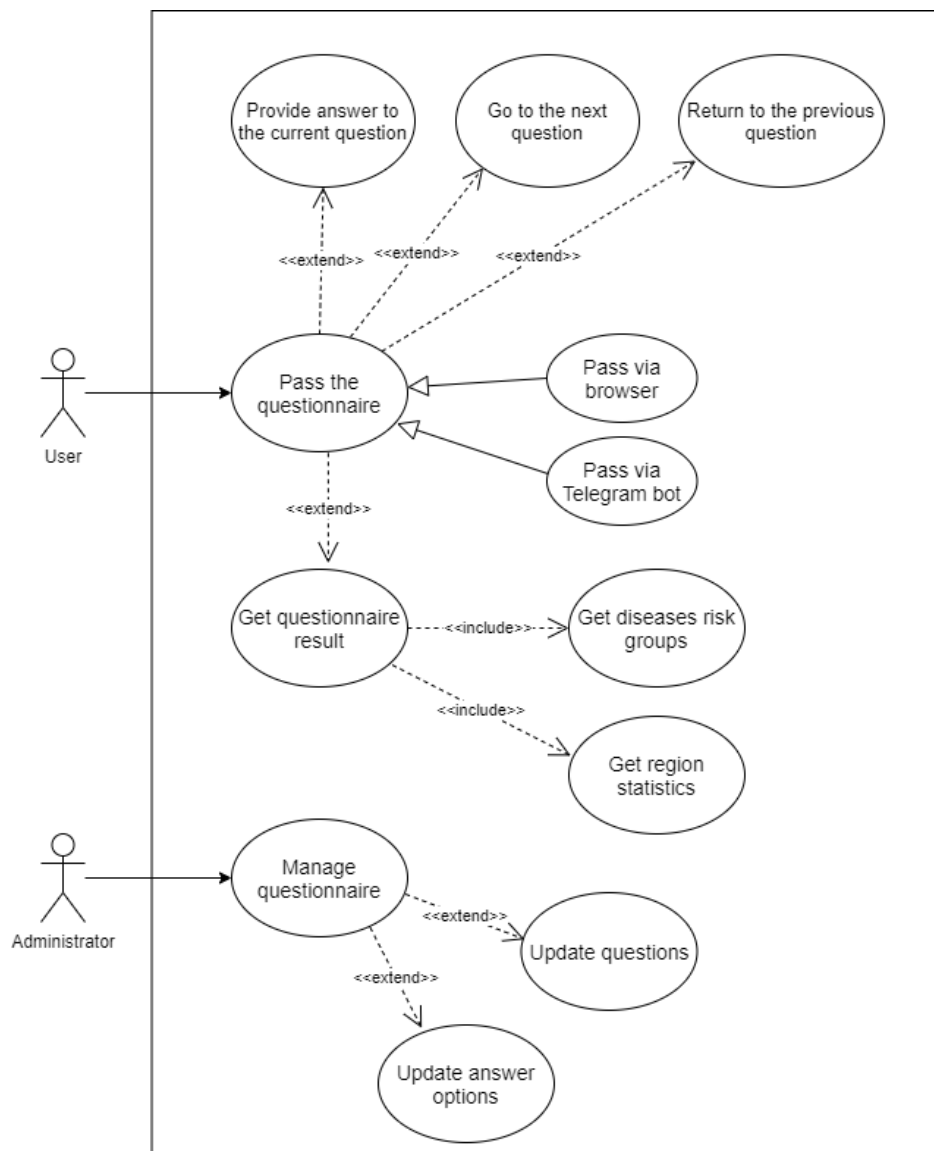 Provide answer to
the current question
Go to the next
question
Return to the previous
question
<<extend>>
<<extend>>
<<extend>>
Pass the
questionnaire
Pass via
browser
User
Pass via
Telegram bot
<<extend>>
Get questionnaire
result
<<include>>
Get diseases risk
groups
<<include>>
Get region
statistics
Manage
questionnaire
Administrator
<<extend>>
Update questions
<<extend>>
Update answer
options